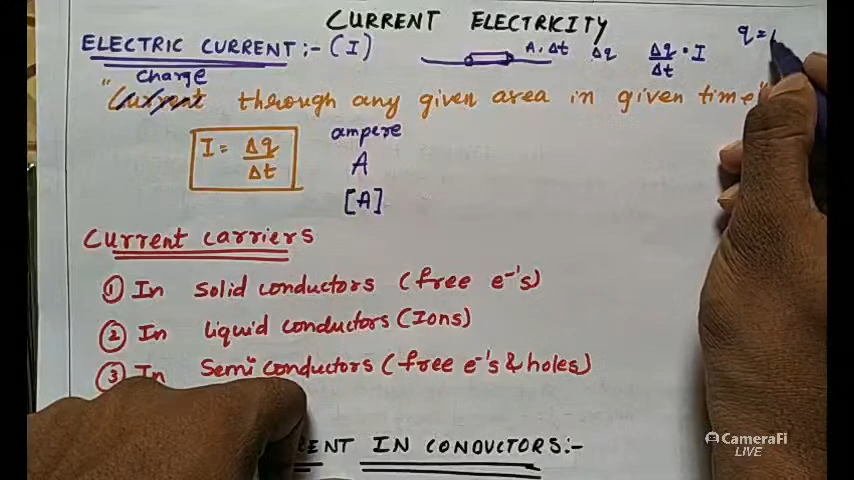 CURRENT ELECTRICITY
ELECTRIC CURRENT :- (I) A, Δt Δq Δq/Δt = I q =
charge
"Current through any given area in given time"
I = Δq/Δt
ampere
A
[A]
Current carriers
① In solid conductors (free e⁻'s)
② In liquid conductors (Ions)
③ In Semi conductors (free e⁻'s & holes)
ENT IN CONDUCTORS:-
CameraFi
LIVE